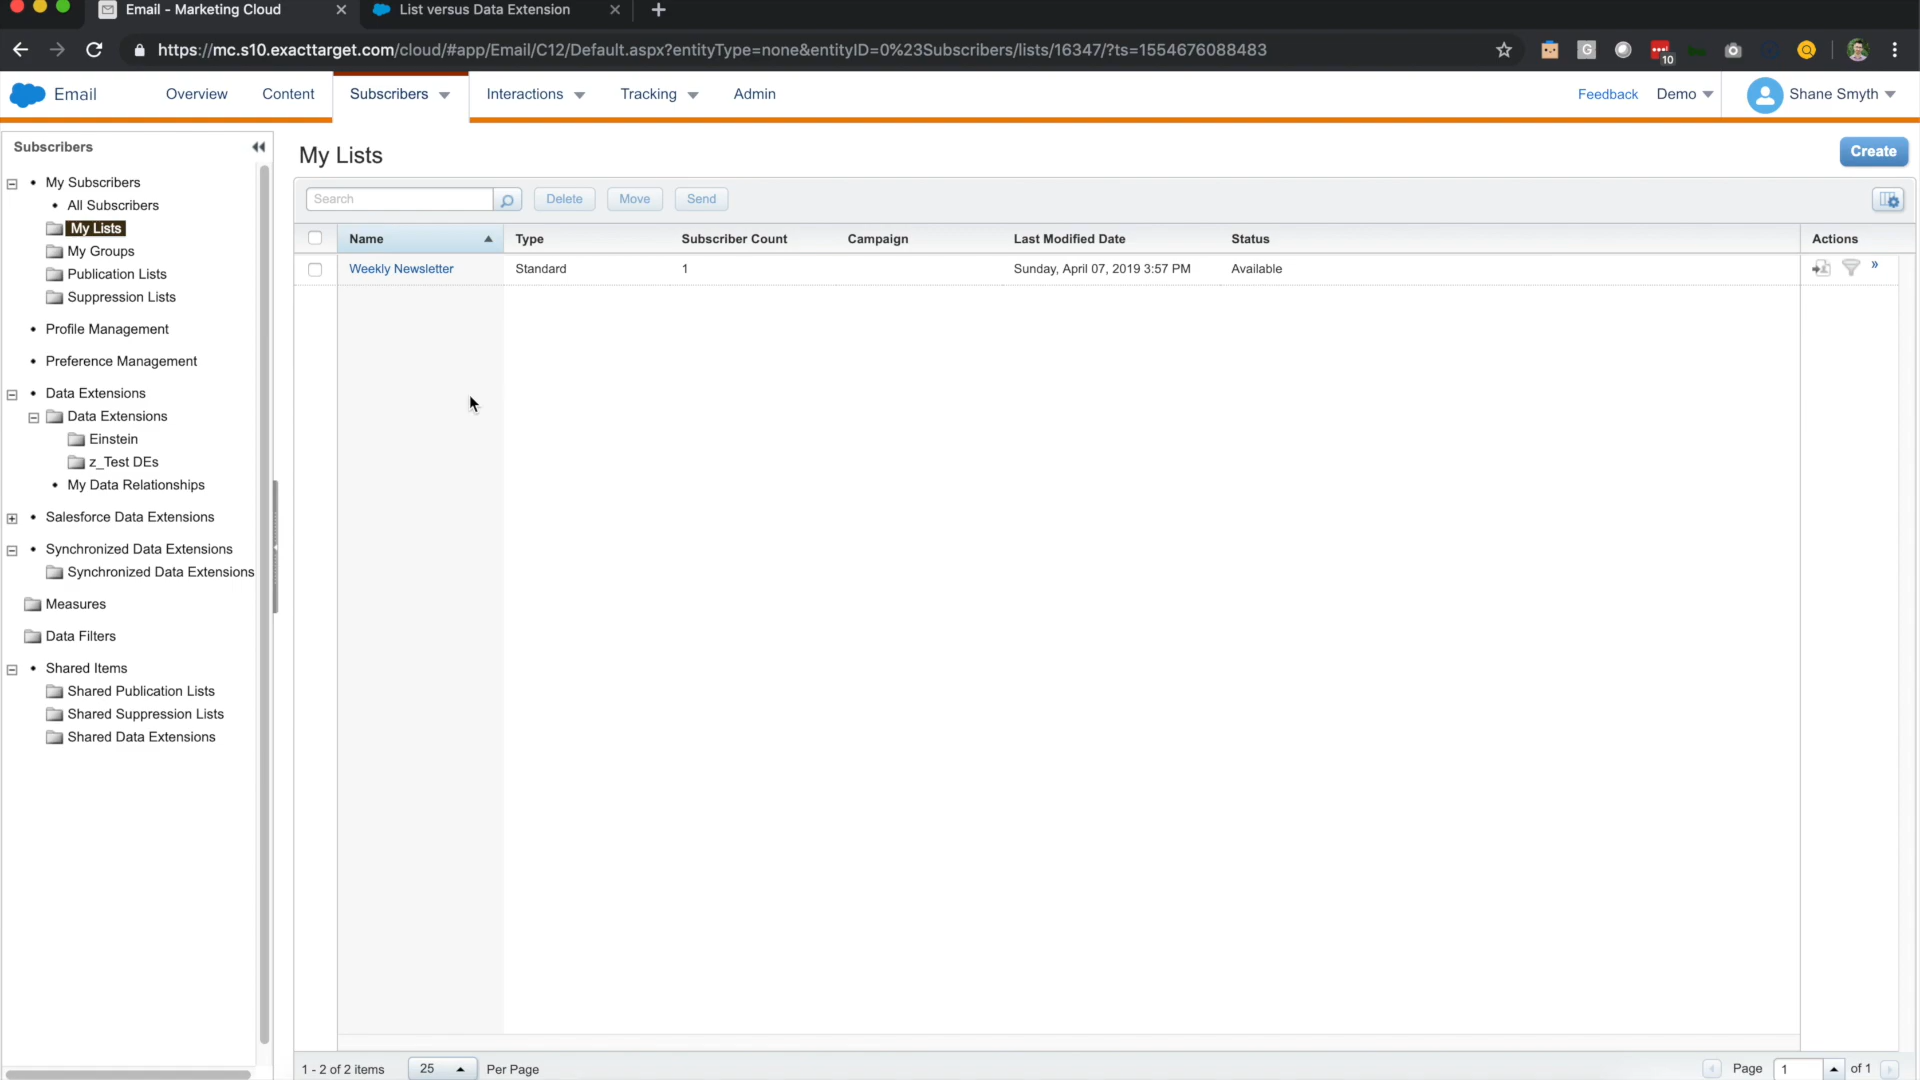 Email - Marketing Cloud
List versus Data Extension
https://mc.s10.exacttarget.com/cloud/#app/Email/C12/Default.aspx?entityType=none&entityID=0%23Subscribers/lists/16347/?ts=1554676088483
G
10
Email
Overview
Content
Subscribers
Interactions
Tracking
Admin
Feedback
Demo
Shane Smyth
Subscribers
My Subscribers
All Subscribers
My Lists
My Groups
Publication Lists
Suppression Lists
Profile Management
Preference Management
Data Extensions
Data Extensions
Einstein
z_Test DEs
My Data Relationships
Salesforce Data Extensions
Synchronized Data Extensions
Synchronized Data Extensions
Measures
Data Filters
Shared Items
Shared Publication Lists
Shared Suppression Lists
Shared Data Extensions
My Lists
Create
Search
Delete
Move
Send
Name Type Subscriber Count Campaign Last Modified Date Status Actions
Weekly Newsletter Standard 1 Sunday, April 07, 2019 3:57 PM Available »
1 - 2 of 2 items 25 Per Page Page 1 of 1